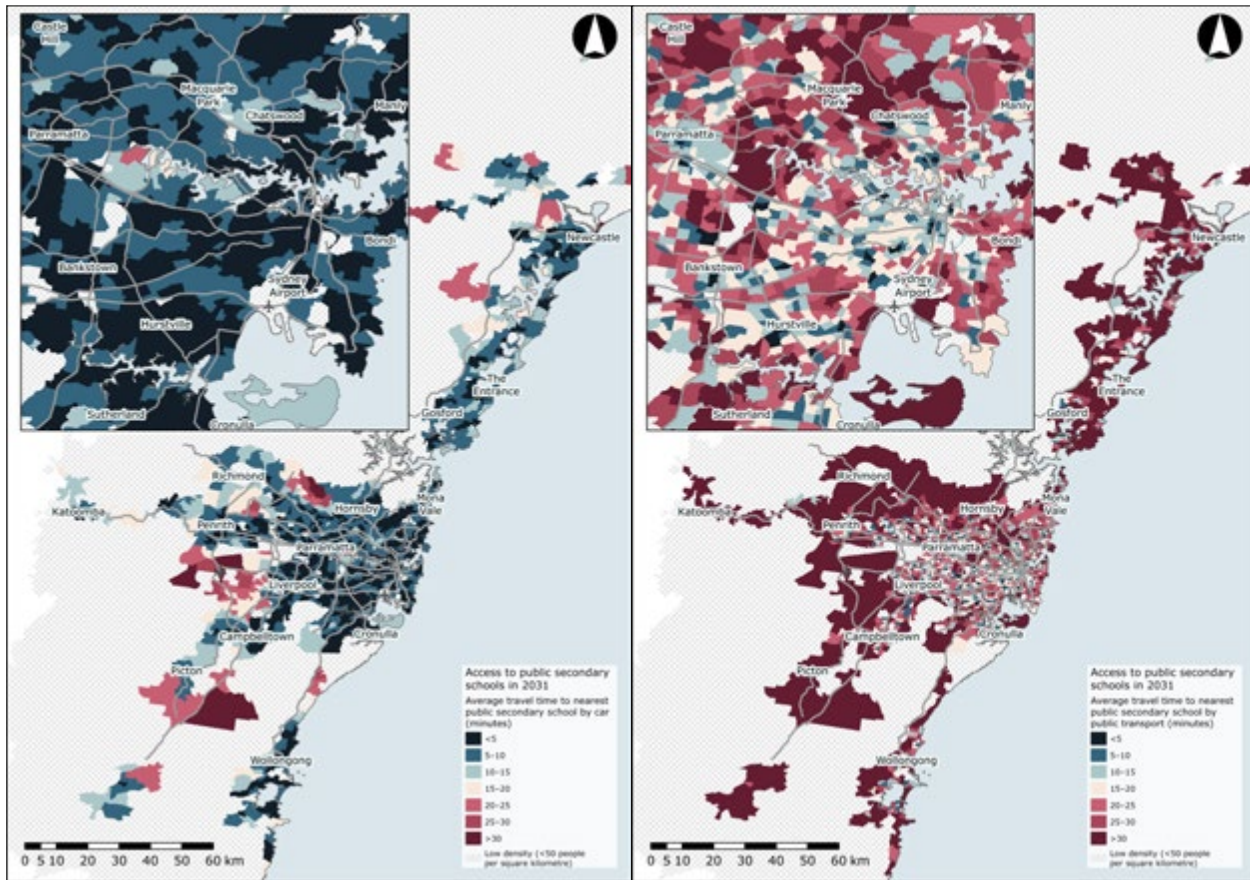 Castle
Hill
Macquarie
Park
Chatswood
Manly
Parramatta
Bondi
Bankstown
Sydney
Airport
Hurstville
Sutherland
Cronulla
Newcastle
The
Entrance
Gosford
Richmond
Mona
Vale
Hornsby
Katoomba
Penrith
Parramatta
Liverpool
Campbelltown
Cronulla
Picton
Wollongong
Access to public secondary
schools in 2031
Average travel time to nearest
public secondary school by car
(minutes)
<5
5–10
10–15
15–20
20–25
25–30
>30
Low density (<50 people
per square kilometre)
0 5 10 20 30 40 50 60 km
Castle
Hill
Macquarie
Park
Chatswood
Manly
Parramatta
Bondi
Bankstown
Sydney
Airport
Hurstville
Sutherland
Cronulla
Newcastle
The
Entrance
Gosford
Richmond
Mona
Vale
Hornsby
Katoomba
Penrith
Parramatta
Liverpool
Campbelltown
Cronulla
Picton
Wollongong
Access to public secondary
schools in 2031
Average travel time to nearest
public secondary school by
public transport (minutes)
<5
5–10
10–15
15–20
20–25
25–30
>30
Low density (<50 people
per square kilometre)
0 5 10 20 30 40 50 60 km